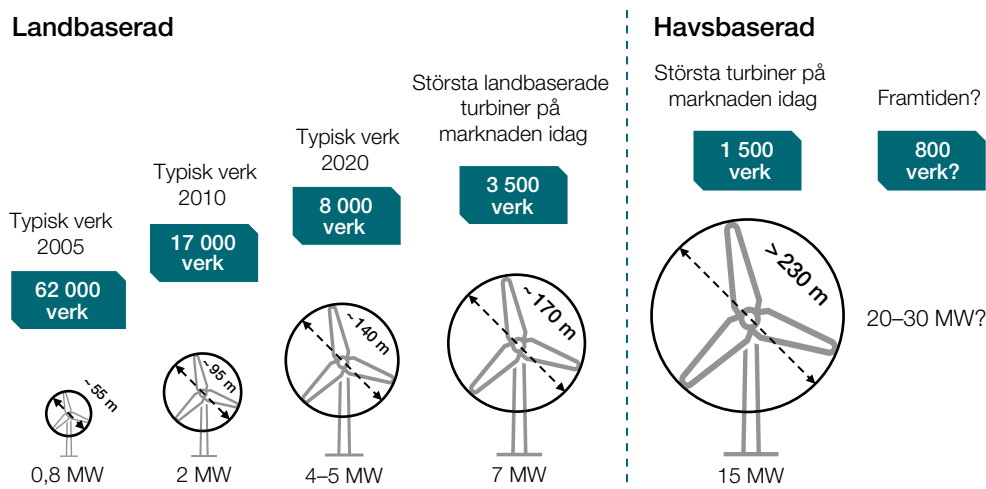 Landbaserad
Typisk verk
2005
62 000
verk
~ 55 m
0,8 MW
Typisk verk
2010
17 000
verk
~95 m
2 MW
Typisk verk
2020
8 000
verk
~140 m
4–5 MW
Största landbaserade
turbiner på
marknaden idag
3 500
verk
~170 m
7 MW
Havsbaserad
Största turbiner på
marknaden idag
1 500
verk
> 230 m
15 MW
Framtiden?
800
verk?
20–30 MW?